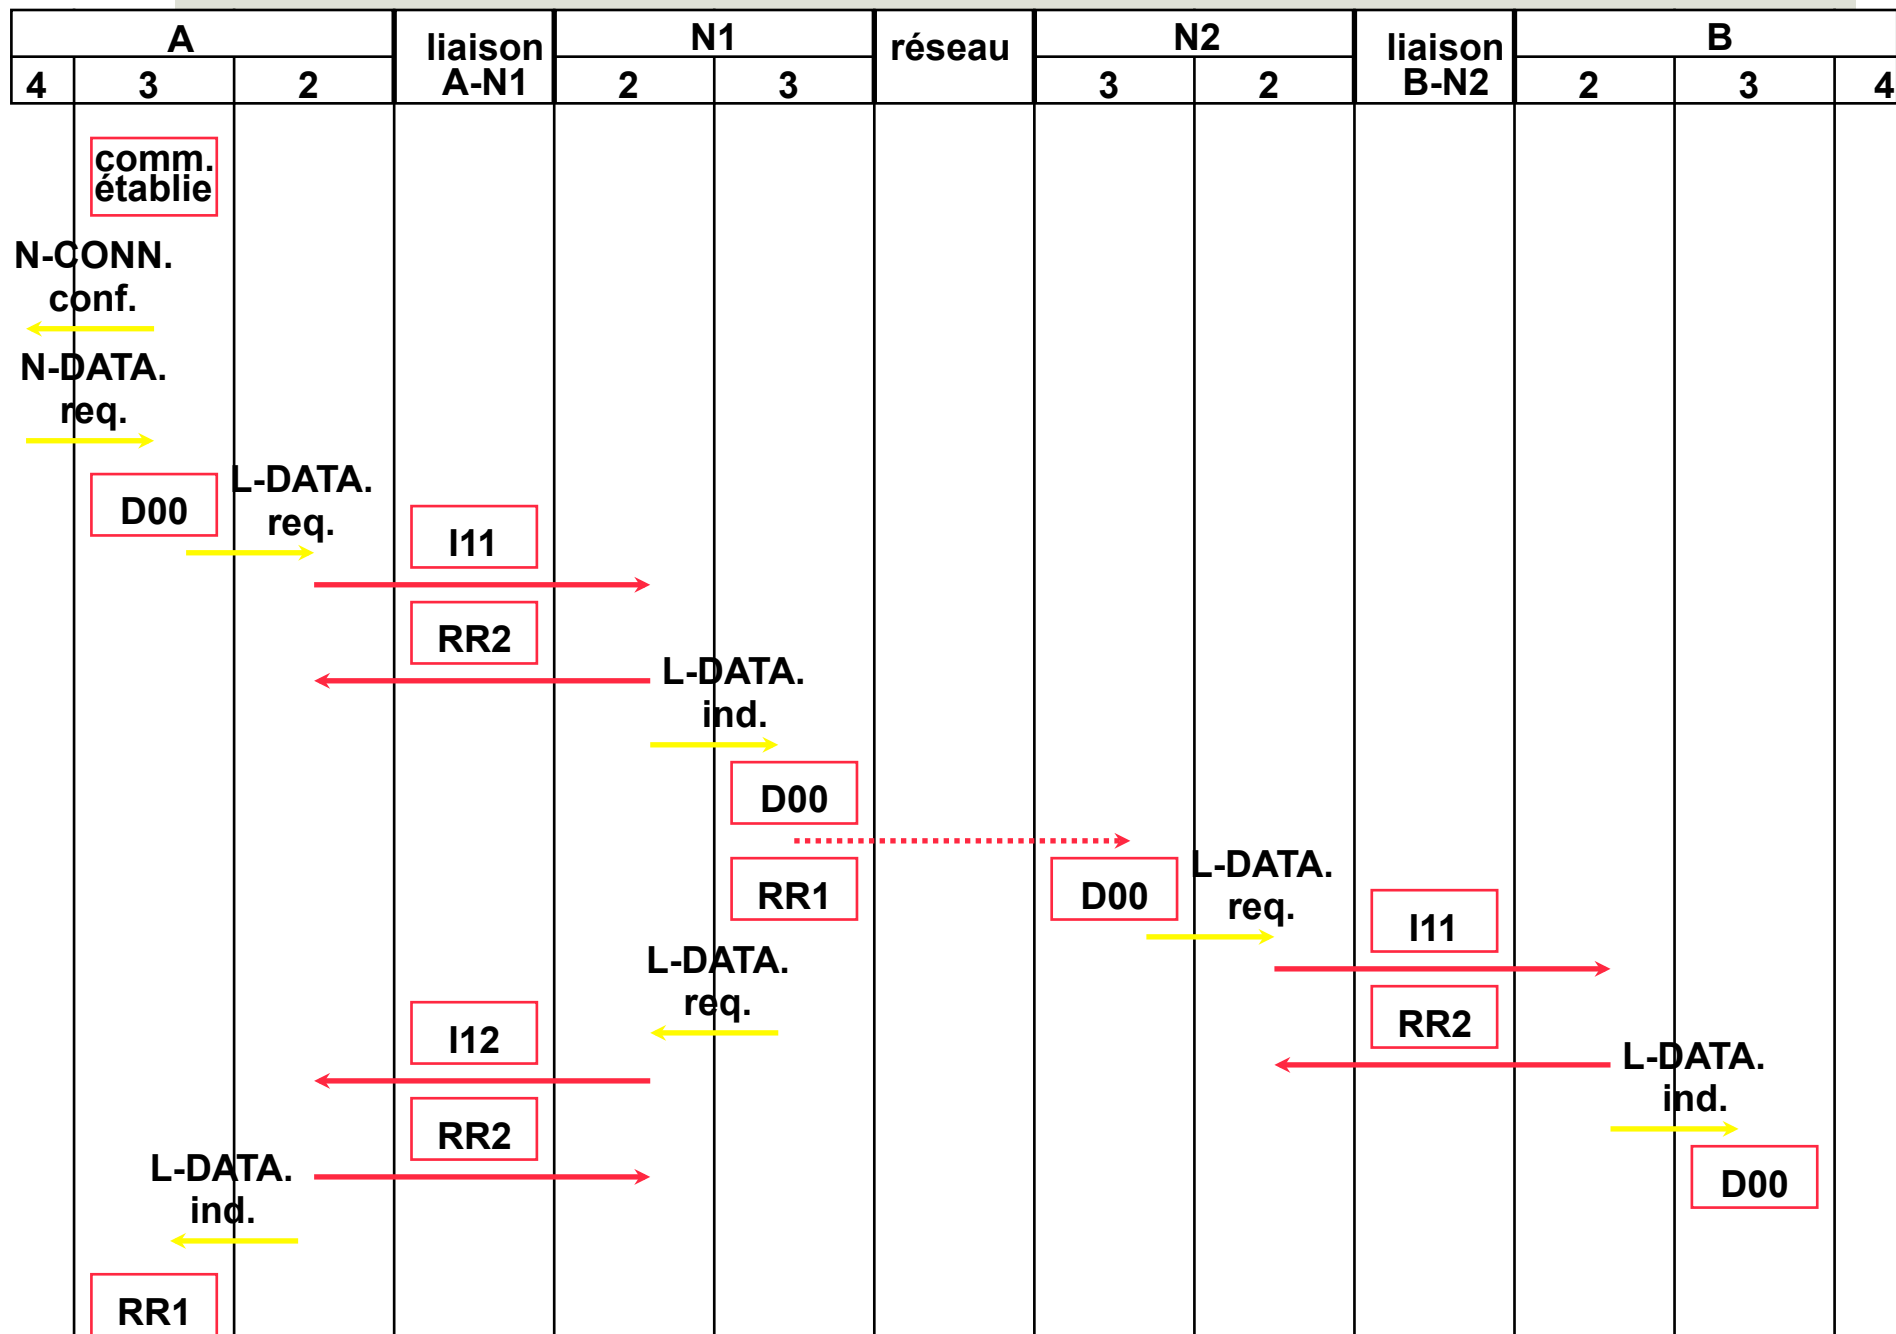 A
liaison
A-N1
N1
réseau
N2
liaison
B-N2
B
4
3
2
2
3
3
2
2
3
4
comm.
établie
N-CONN.
conf.
N-DATA.
req.
D00
L-DATA.
req.
I11
RR2
L-DATA.
ind.
D00
RR1
D00
L-DATA.
req.
I11
L-DATA.
req.
I12
RR2
L-DATA.
ind.
RR2
L-DATA.
ind.
D00
RR1